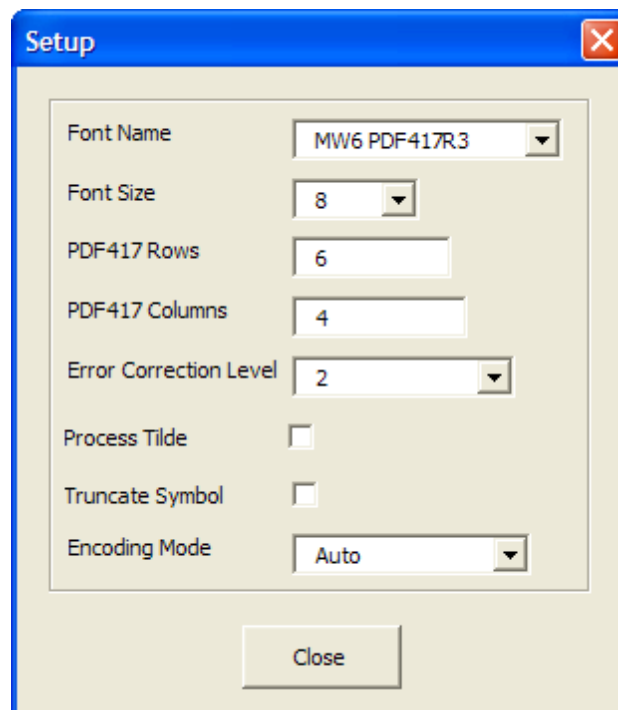 Setup
Font Name MW6 PDF417R3
Font Size 8
PDF417 Rows 6
PDF417 Columns 4
Error Correction Level 2
Process Tilde
Truncate Symbol
Encoding Mode Auto
Close